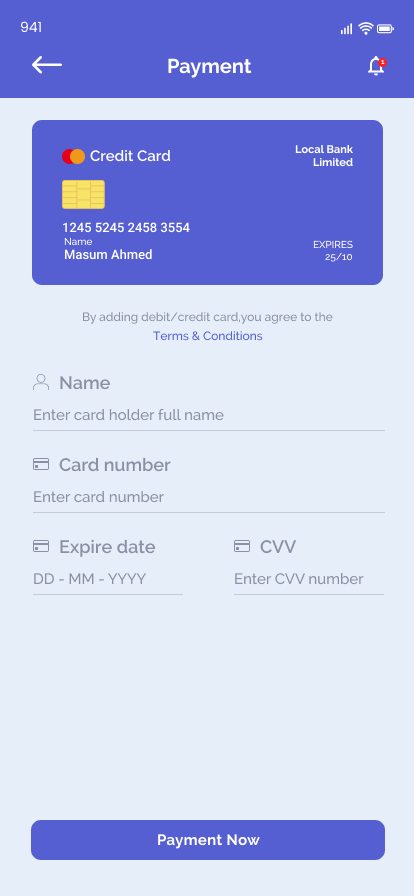 941
Payment
1
Credit Card
Local Bank
Limited
1245 5245 2458 3554
Name
Masum Ahmed
EXPIRES
25/10
By adding debit/credit card,you agree to the
Terms & Conditions
Name
Enter card holder full name
Card number
Enter card number
Expire date
CVV
DD - MM - YYYY
Enter CVV number
Payment Now